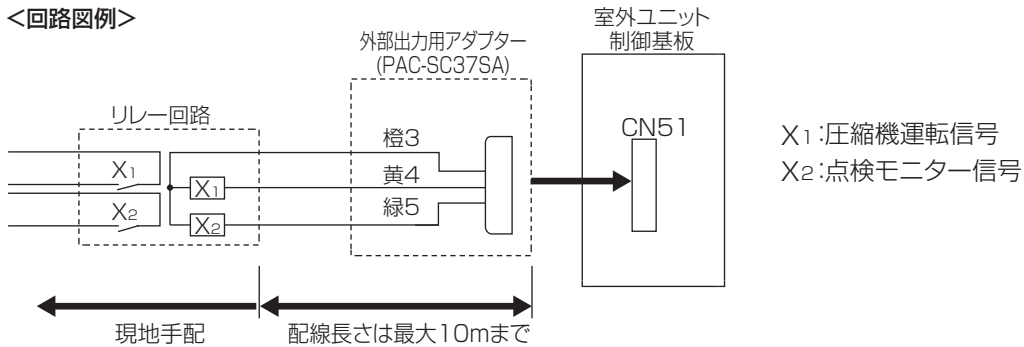 <回路図例>
室外ユニット
制御基板
外部出力用アダプター
(PAC-SC37SA)
リレー回路
CN51
橙3
X1
黄4
X1
X1:圧縮機運転信号
X2:点検モニター信号
緑5
X2
X2
現地手配
配線長さは最大10mまで